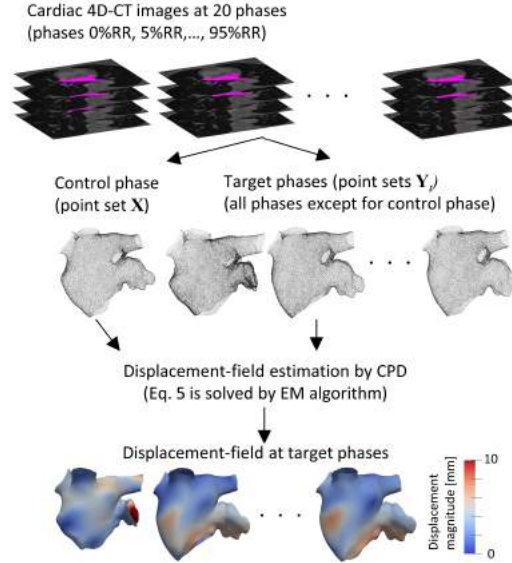 Cardiac 4D-CT images at 20 phases
(phases 0%RR, 5%RR,..., 95%RR)
. . .
Control phase
(point set X)
Target phases (point sets Yᵢ)
(all phases except for control phase)
. . .
Displacement-field estimation by CPD
(Eq. 5 is solved by EM algorithm)
Displacement-field at target phases
. . .
Displacement
magnitude [mm]
10
0